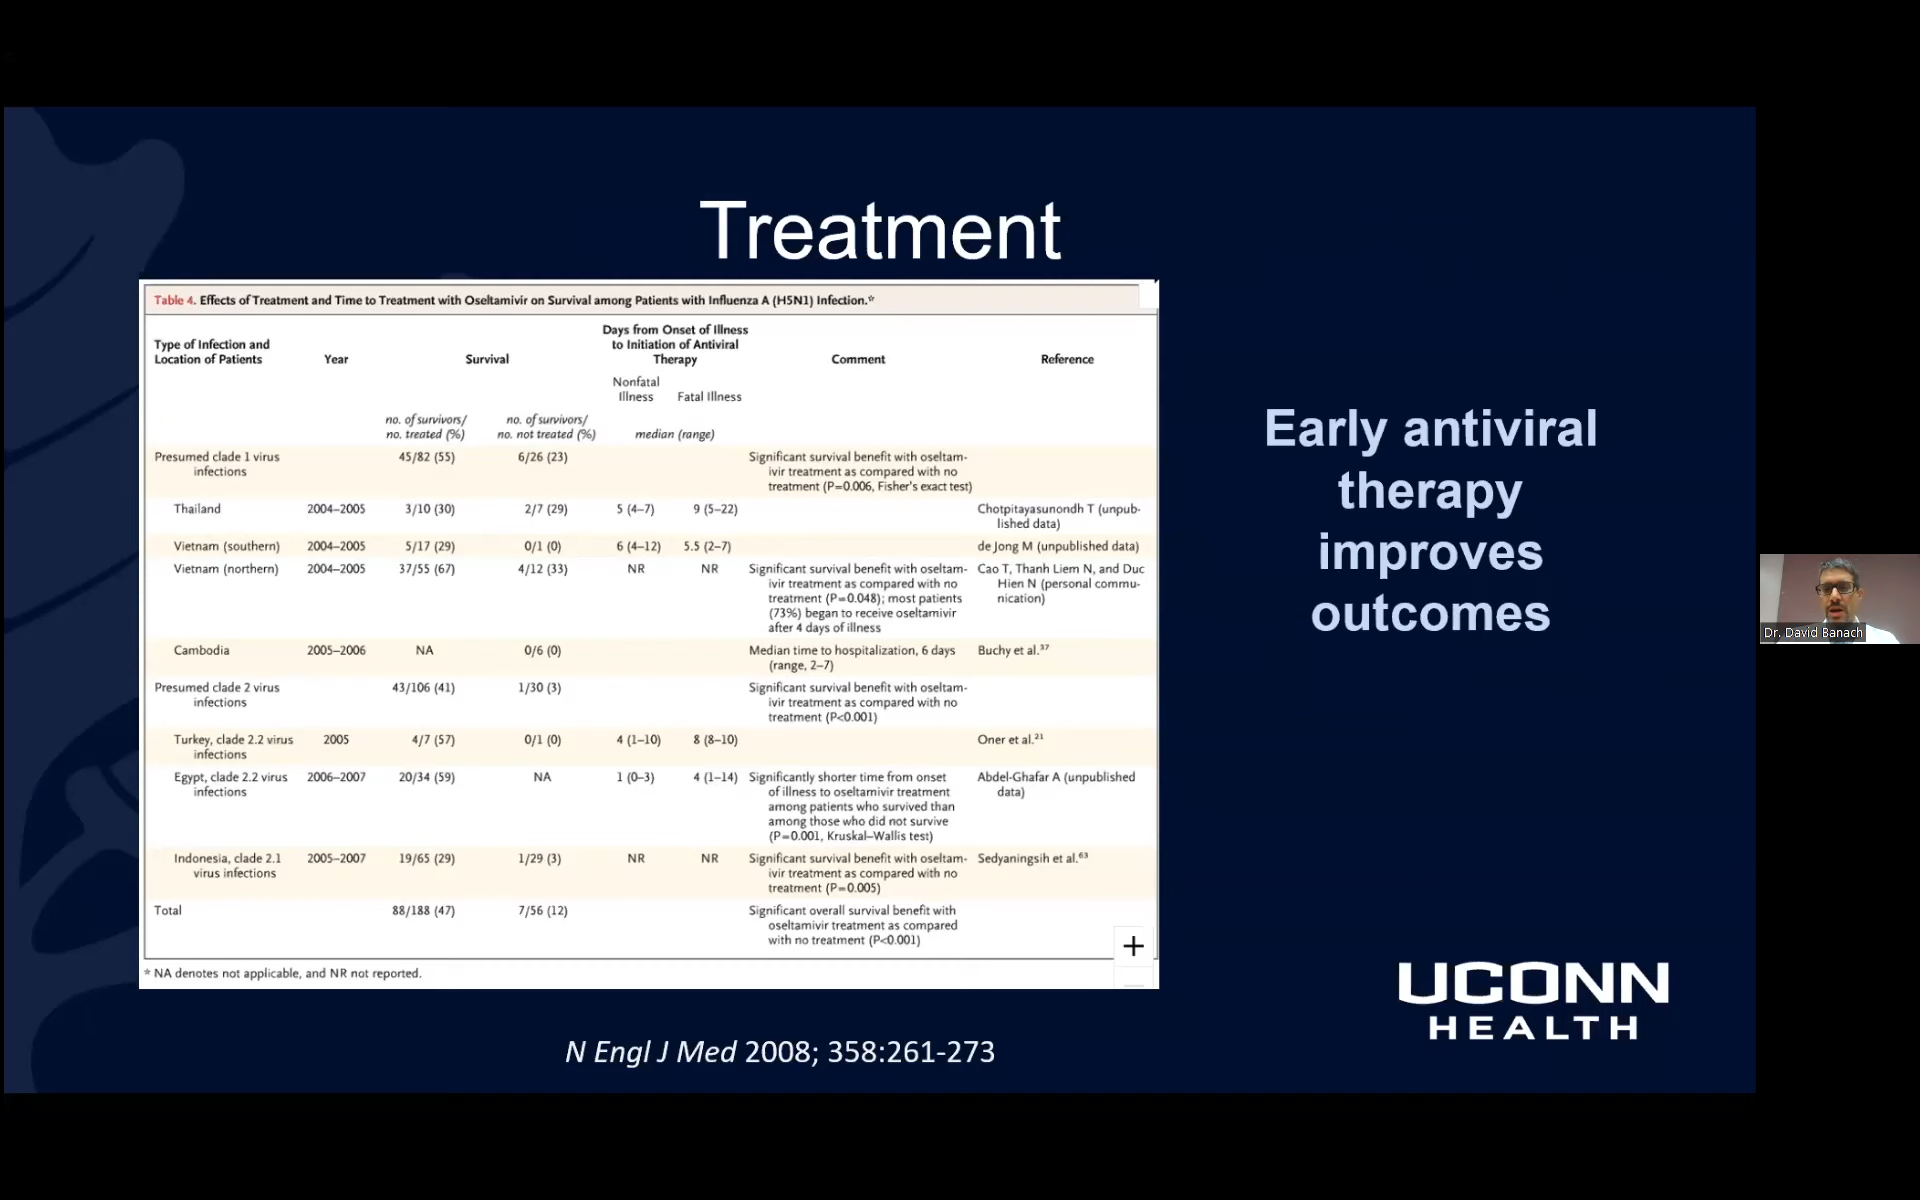 Treatment
Table 4. Effects of Treatment and Time to Treatment with Oseltamivir on Survival among Patients with Influenza A (H5N1) Infection.*
Type of Infection and
Location of Patients
Year
Survival
Days from Onset of Illness
to Initiation of Antiviral
Therapy
Comment
Reference
Nonfatal
Illness
Fatal Illness
no. of survivors/
no. treated (%)
no. of survivors/
no. not treated (%)
median (range)
Presumed clade 1 virus
infections
45/82 (55)
6/26 (23)
Significant survival benefit with oseltam-
ivir treatment as compared with no
treatment (P=0.006, Fisher's exact test)
Thailand
2004–2005
3/10 (30)
2/7 (29)
5 (4–7)
9 (5–22)
Chotpitayasunondh T (unpub-
lished data)
Vietnam (southern)
2004–2005
5/17 (29)
0/1 (0)
6 (4–12)
5.5 (2–7)
de Jong M (unpublished data)
Vietnam (northern)
2004–2005
37/55 (67)
4/12 (33)
NR
NR
Significant survival benefit with oseltam-
ivir treatment as compared with no
treatment (P=0.048); most patients
(73%) began to receive oseltamivir
after 4 days of illness
Cao T, Thanh Liem N, and Duc
Hien N (personal commu-
nication)
Cambodia
2005–2006
NA
0/6 (0)
Median time to hospitalization, 6 days
(range, 2–7)
Buchy et al.37
Presumed clade 2 virus
infections
43/106 (41)
1/30 (3)
Significant survival benefit with oseltam-
ivir treatment as compared with no
treatment (P<0.001)
Turkey, clade 2.2 virus
infections
2005
4/7 (57)
0/1 (0)
4 (1–10)
8 (8–10)
Oner et al.21
Egypt, clade 2.2 virus
infections
2006–2007
20/34 (59)
NA
1 (0–3)
4 (1–14)
Significantly shorter time from onset
of illness to oseltamivir treatment
among patients who survived than
among those who did not survive
(P=0.001, Kruskal–Wallis test)
Abdel-Ghafar A (unpublished
data)
Indonesia, clade 2.1
virus infections
2005–2007
19/65 (29)
1/29 (3)
NR
NR
Significant survival benefit with oseltam-
ivir treatment as compared with no
treatment (P=0.005)
Sedyaningsih et al.63
Total
88/188 (47)
7/56 (12)
Significant overall survival benefit with
oseltamivir treatment as compared
with no treatment (P<0.001)
* NA denotes not applicable, and NR not reported.
Early antiviral
therapy
improves
outcomes
Dr. David Banach
UCONN
HEALTH
N Engl J Med 2008; 358:261-273